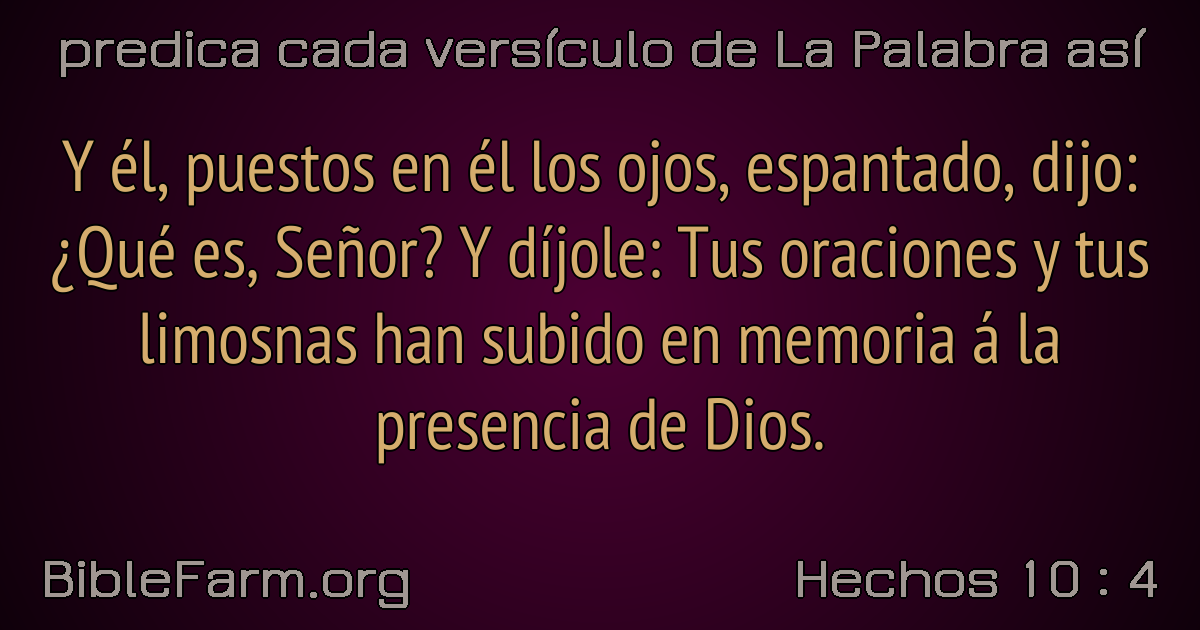 predica cada versículo de La Palabra así
Y él, puestos en él los ojos, espantado, dijo:
¿Qué es, Señor? Y díjole: Tus oraciones y tus
limosnas han subido en memoria á la
presencia de Dios.
BibleFarm.org
Hechos 10 : 4